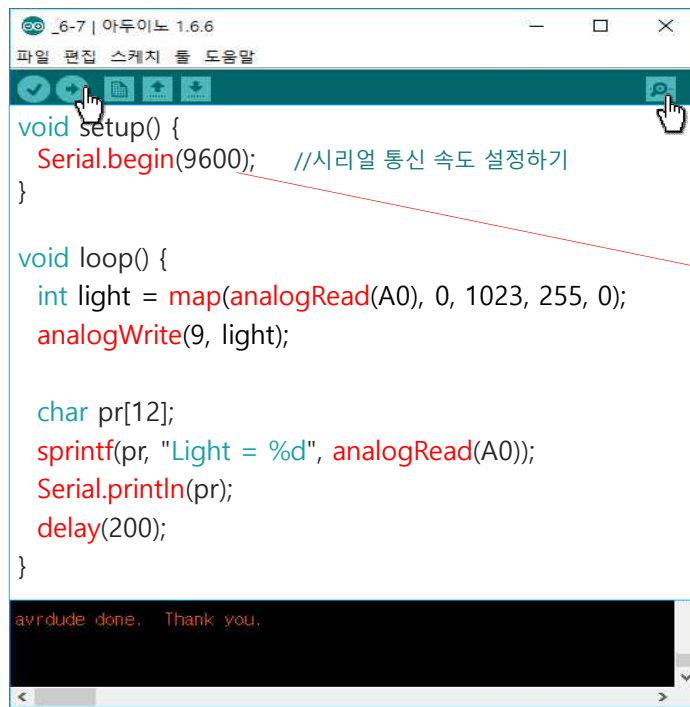 _6-7 | 아두이노 1.6.6
파일 편집 스케치 툴 도움말
void setup() {
Serial.begin(9600); //시리얼 통신 속도 설정하기
}
void loop() {
int light = map(analogRead(A0), 0, 1023, 255, 0);
analogWrite(9, light);
char pr[12];
sprintf(pr, "Light = %d", analogRead(A0));
Serial.println(pr);
delay(200);
}
avrdude done. Thank you.